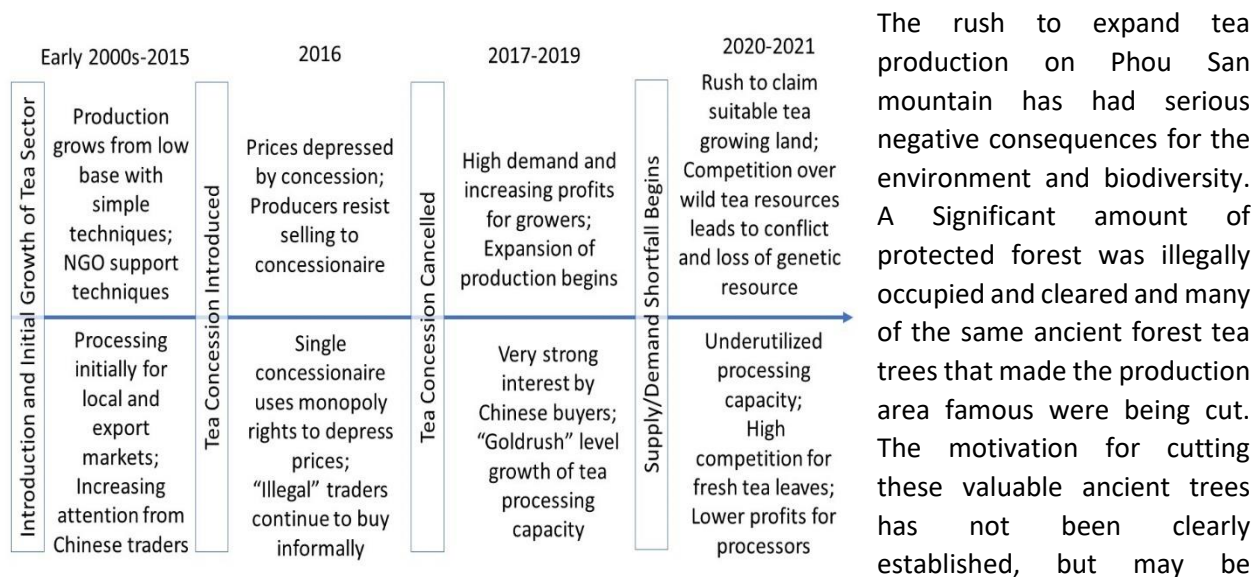 Early 2000s-2015
Introduction and Initial Growth of Tea Sector
Production
grows from low
base with
simple
techniques;
NGO support
techniques
Processing
initially for
local and
export
markets;
Increasing
attention from
Chinese traders
Tea Concession Introduced
2016
Prices depressed
by concession;
Producers resist
selling to
concessionaire
Single
concessionaire
uses monopoly
rights to depress
prices;
“Illegal” traders
continue to buy
informally
Tea Concession Cancelled
2017-2019
High demand and
increasing profits
for growers;
Expansion of
production begins
Very strong
interest by
Chinese buyers;
“Goldrush” level
growth of tea
processing
capacity
Supply/Demand Shortfall Begins
2020-2021
Rush to claim
suitable tea
growing land;
Competition over
wild tea resources
leads to conflict
and loss of genetic
resource
Underutilized
processing
capacity;
High
competition for
fresh tea leaves;
Lower profits for
processors
The rush to expand tea
production on Phou San
mountain has had serious
negative consequences for the
environment and biodiversity.
A Significant amount of
protected forest was illegally
occupied and cleared and many
of the same ancient forest tea
trees that made the production
area famous were being cut.
The motivation for cutting
these valuable ancient trees
has not been clearly
established, but may be